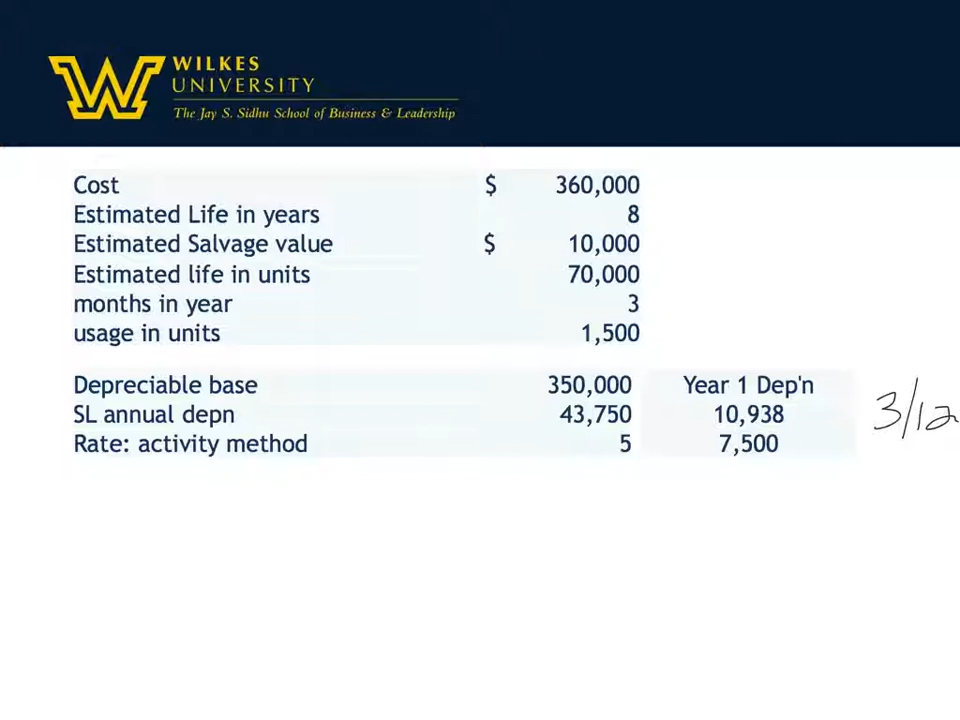 WILKES
UNIVERSITY
The Jay S. Sidhu School of Business & Leadership
Cost $ 360,000
Estimated Life in years 8
Estimated Salvage value $ 10,000
Estimated life in units 70,000
months in year 3
usage in units 1,500
Depreciable base 350,000 Year 1 Dep'n
SL annual depn 43,750 10,938 3/12
Rate: activity method 5 7,500